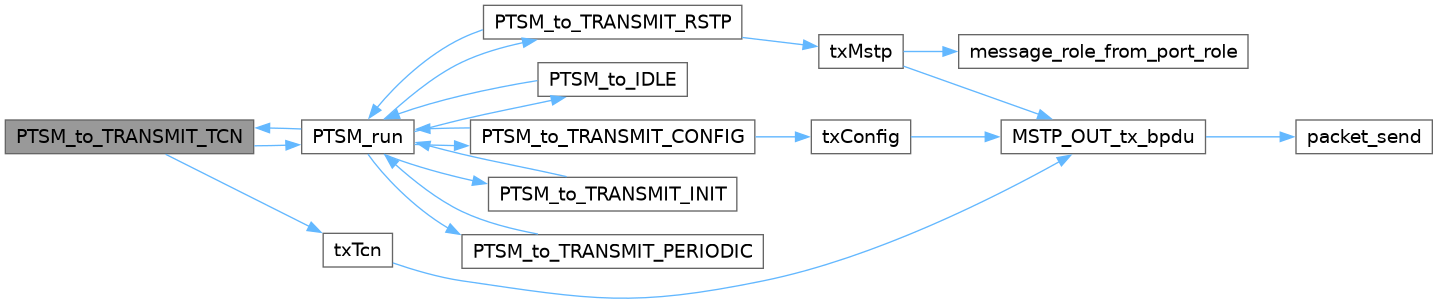 PTSM_to_TRANSMIT_TCN
PTSM_run
PTSM_to_TRANSMIT_RSTP
PTSM_to_IDLE
PTSM_to_TRANSMIT_CONFIG
PTSM_to_TRANSMIT_INIT
PTSM_to_TRANSMIT_PERIODIC
txTcn
txMstp
txConfig
message_role_from_port_role
MSTP_OUT_tx_bpdu
packet_send